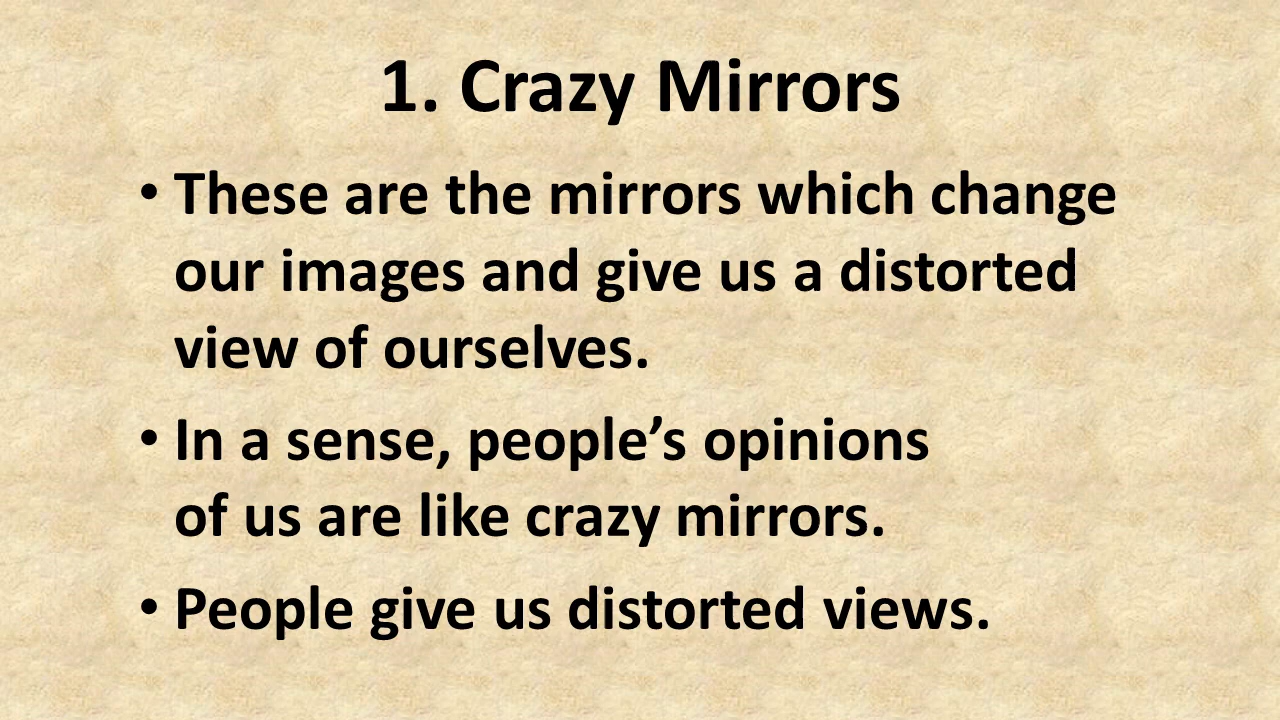 1. Crazy Mirrors
• These are the mirrors which change
our images and give us a distorted
view of ourselves.
• In a sense, people’s opinions
of us are like crazy mirrors.
• People give us distorted views.